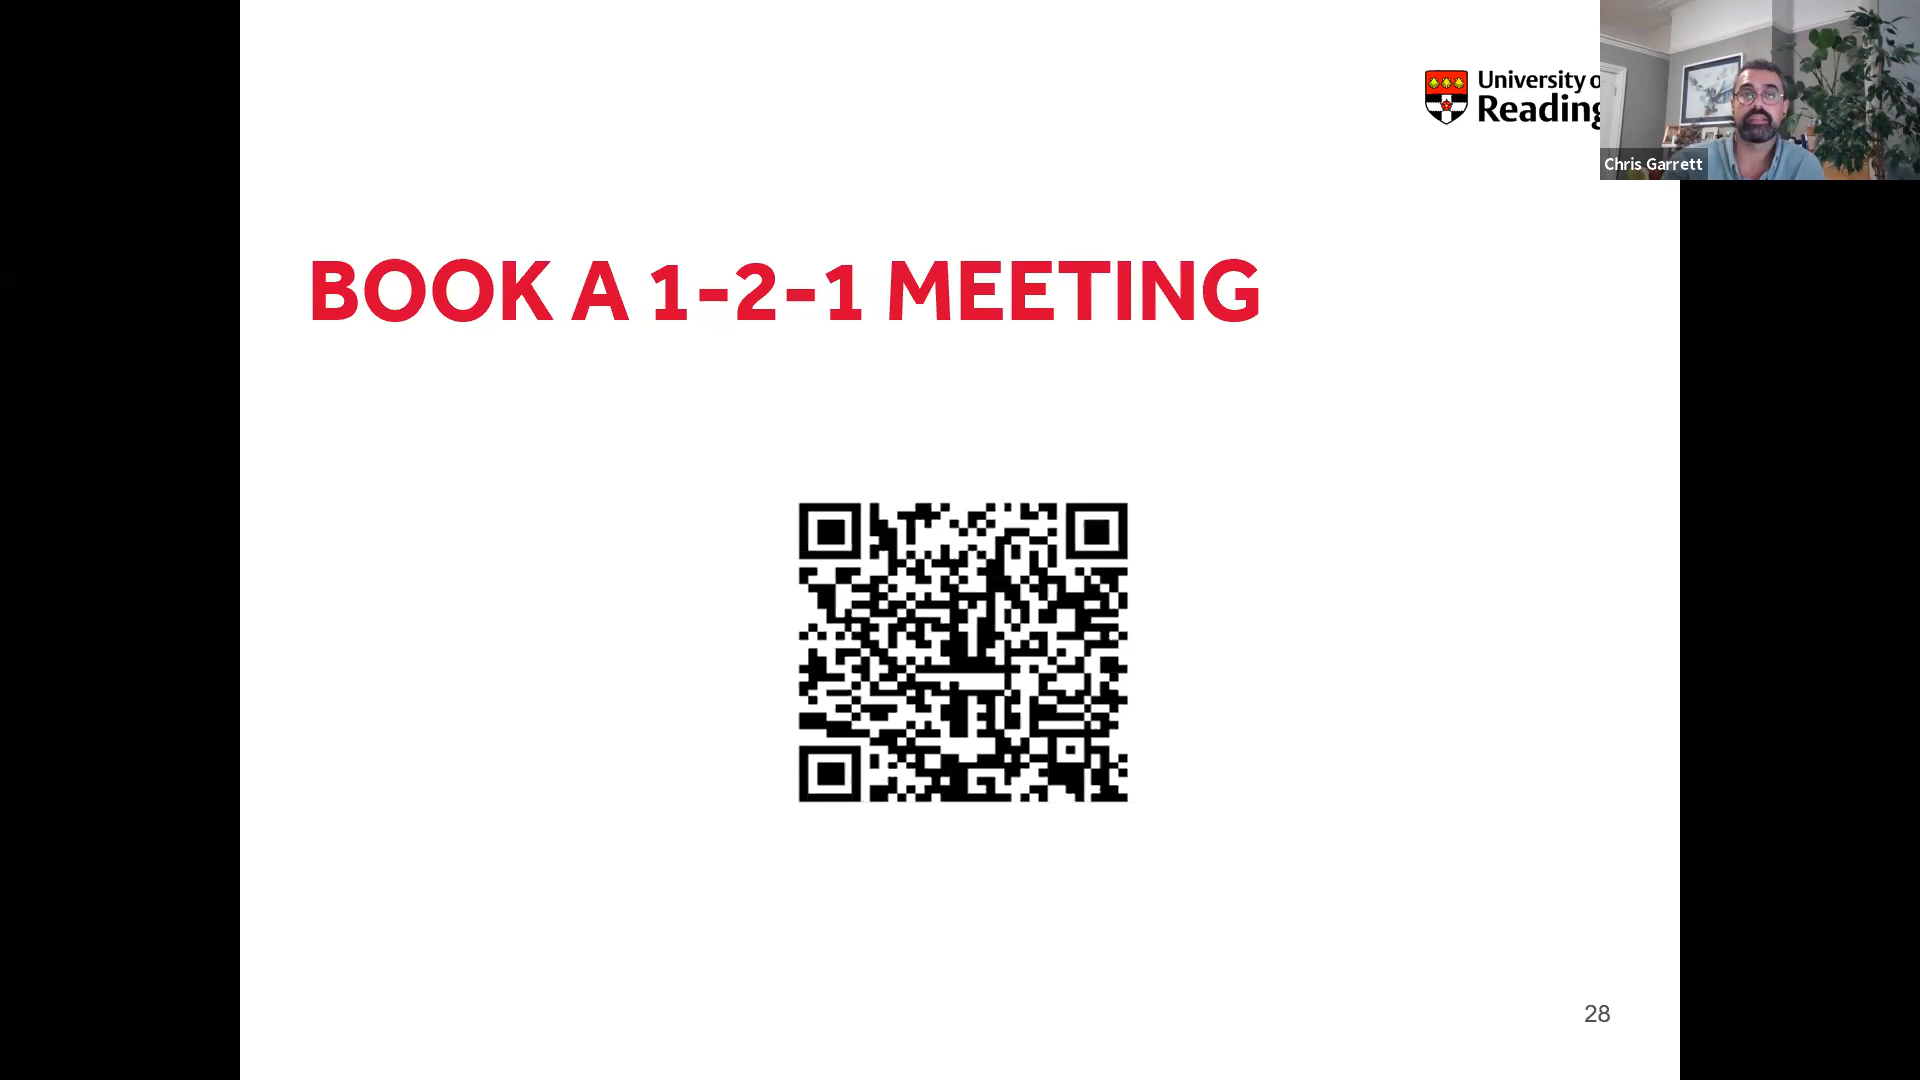 University o
Reading
Chris Garrett
BOOK A 1-2-1 MEETING
28